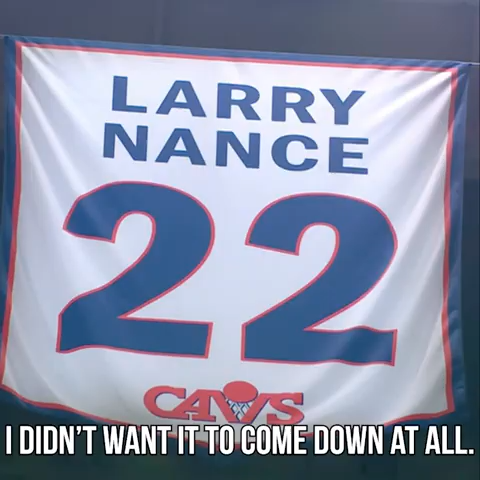 LARRY
NANCE
22
CAVS
I DIDN'T WANT IT TO COME DOWN AT ALL.